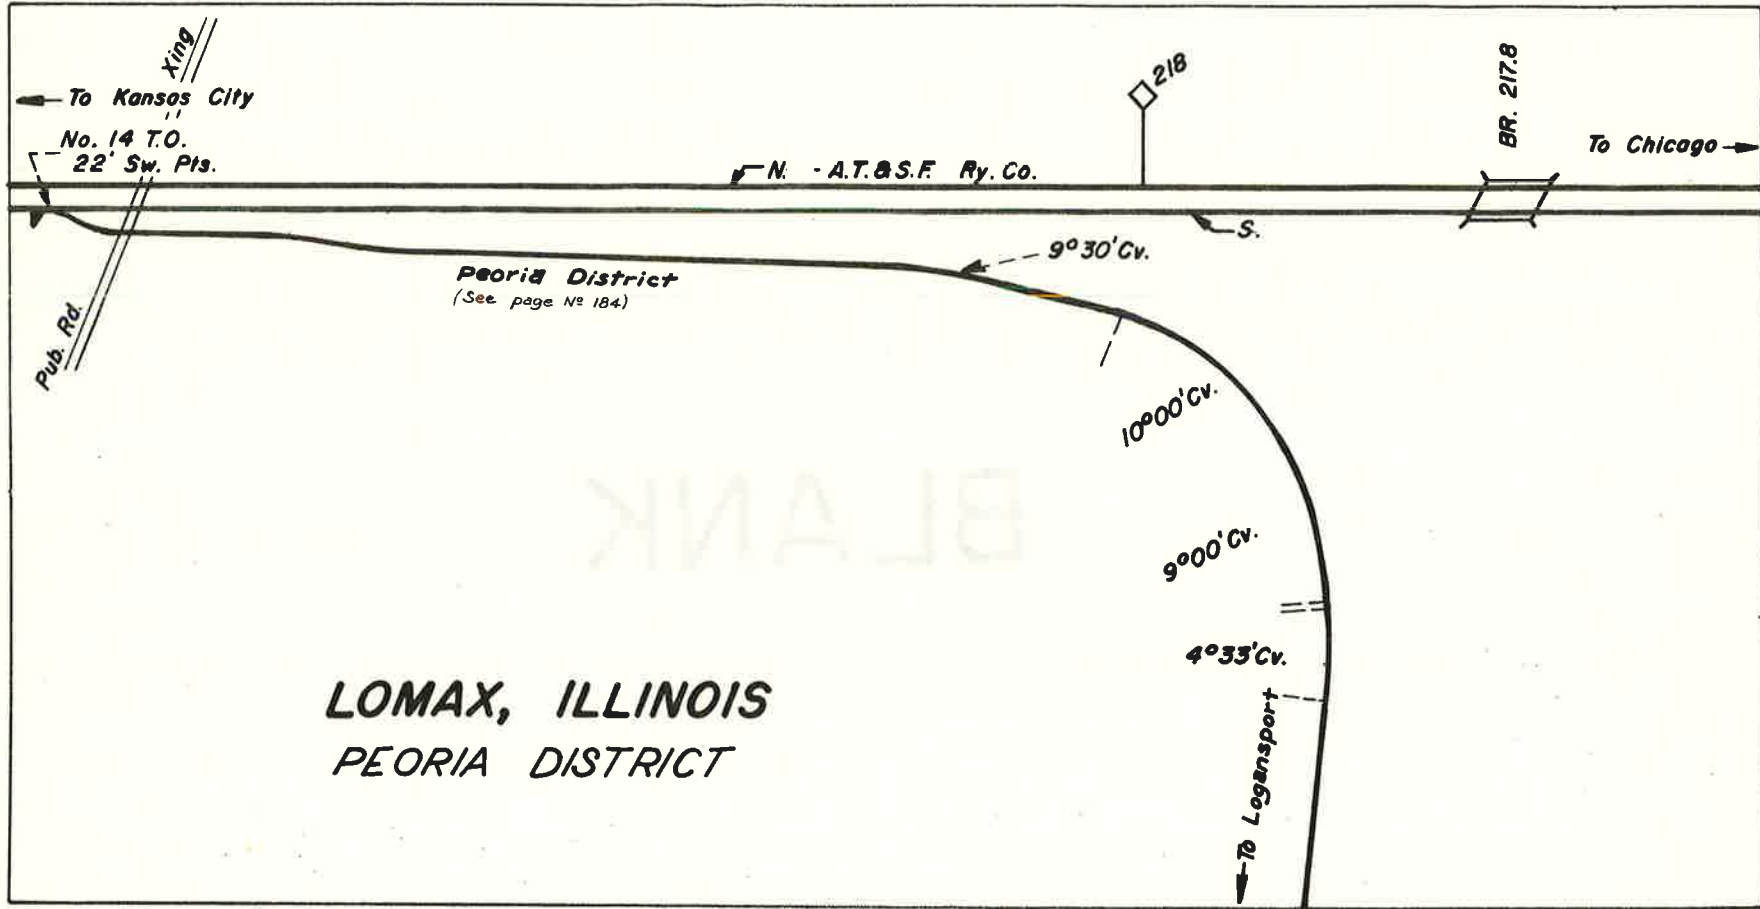 Xing
To Kansas City
No. 14 T.O.
22' Sw. Pts.
218
BR. 217.8
To Chicago
N. - A.T. & S.F. Ry. Co.
S.
9°30' Cv.
Peoria District
(See page Nº 184)
Pub. Rd.
10°00' Cv.
BLANK
9°00' Cv.
4°33' Cv.
LOMAX, ILLINOIS
PEORIA DISTRICT
To Logansport